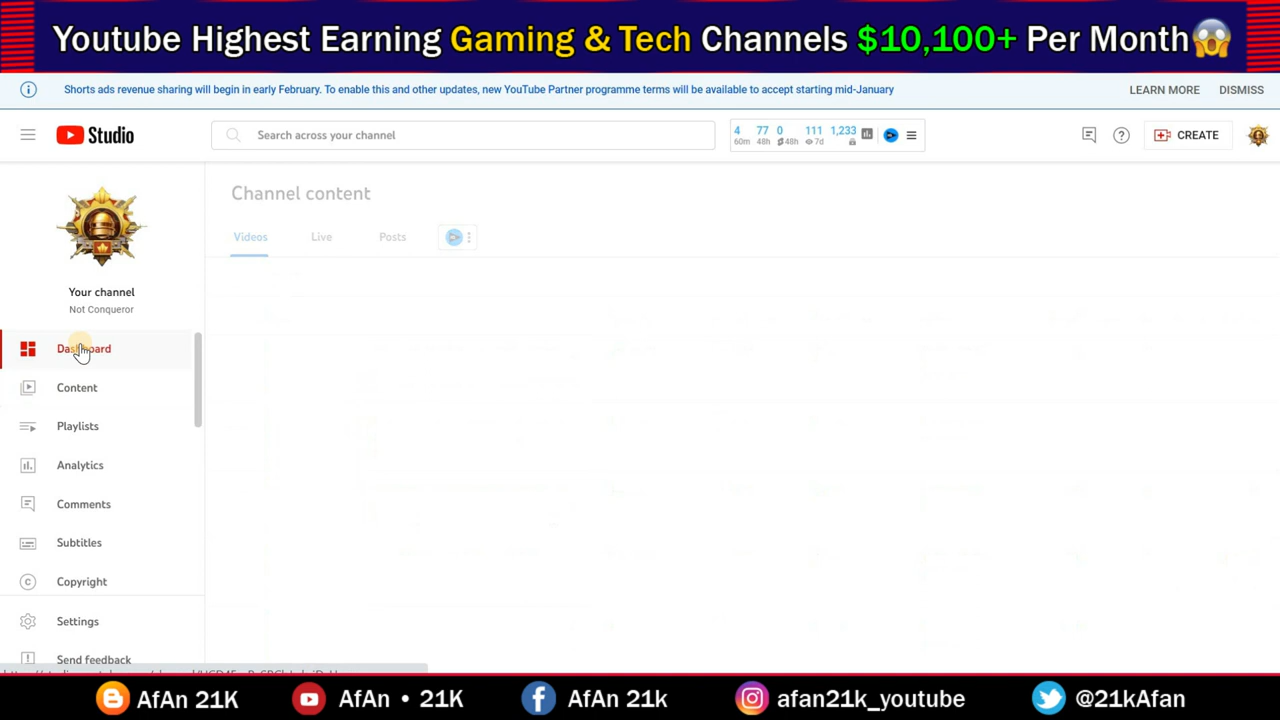 Youtube Highest Earning Gaming & Tech Channels $10,100+ Per Month
Shorts ads revenue sharing will begin in early February. To enable this and other updates, new YouTube Partner programme terms will be available to accept starting mid-January
LEARN MORE DISMISS
Studio
Search across your channel
4 77 0 111 1,233
60m 48h 48h 7d
CREATE
Channel content
Videos Live Posts
Your channel
Not Conqueror
Dashboard
Content
Playlists
Analytics
Comments
Subtitles
Copyright
Settings
Send feedback
AfAn 21K AfAn • 21K AfAn 21k afan21k_youtube @21kAfan